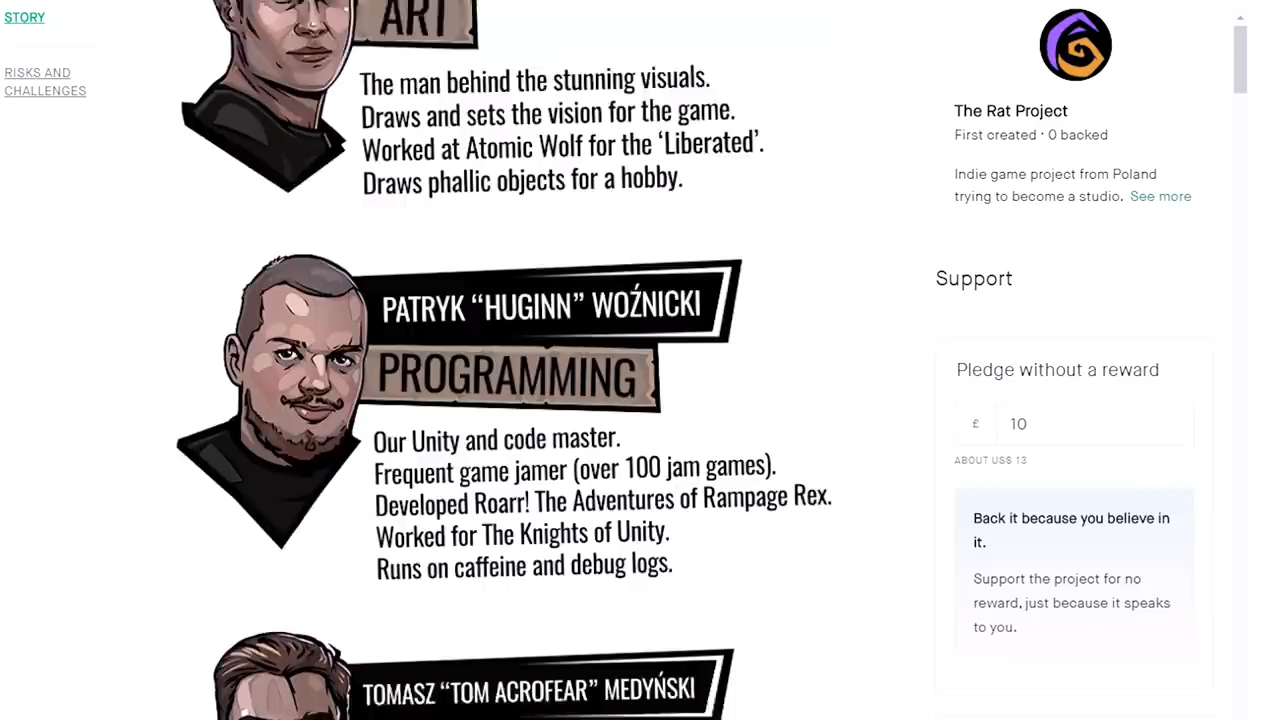 STORY
RISKS AND
CHALLENGES
ART
The man behind the stunning visuals.
Draws and sets the vision for the game.
Worked at Atomic Wolf for the ‘Liberated’.
Draws phallic objects for a hobby.
PATRYK “HUGINN” WOŹNICKI
PROGRAMMING
Our Unity and code master.
Frequent game jamer (over 100 jam games).
Developed Roarr! The Adventures of Rampage Rex.
Worked for The Knights of Unity.
Runs on caffeine and debug logs.
TOMASZ “TOM ACROFEAR” MEDYŃSKI
The Rat Project
First created · 0 backed
Indie game project from Poland
trying to become a studio. See more
Support
Pledge without a reward
£ 10
ABOUT US$ 13
Back it because you believe in
it.
Support the project for no
reward, just because it speaks
to you.